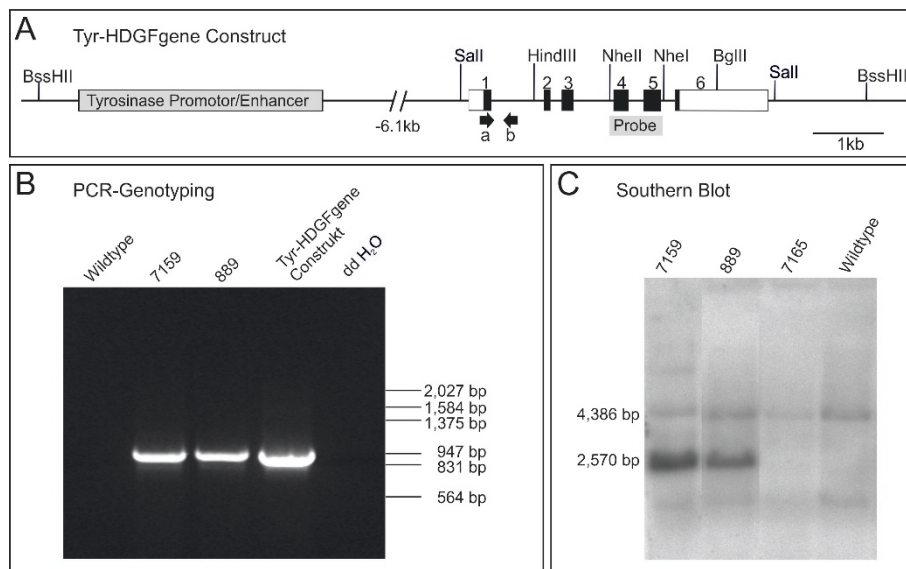 A
Tyr-HDGFgene Construct
BssHII
Tyrosinase Promotor/Enhancer
-6.1kb
SalI
HindIII
NheII
NheI
BglII
SalI
BssHII
1
2
3
4
5
6
a
b
Probe
1kb
B
PCR-Genotyping
Wildtype
7159
889
Tyr-HDGFgene
Construkt
dd H₂O
2,027 bp
1,584 bp
1,375 bp
947 bp
831 bp
564 bp
C
Southern Blot
7159
889
7165
Wildtype
4,386 bp
2,570 bp